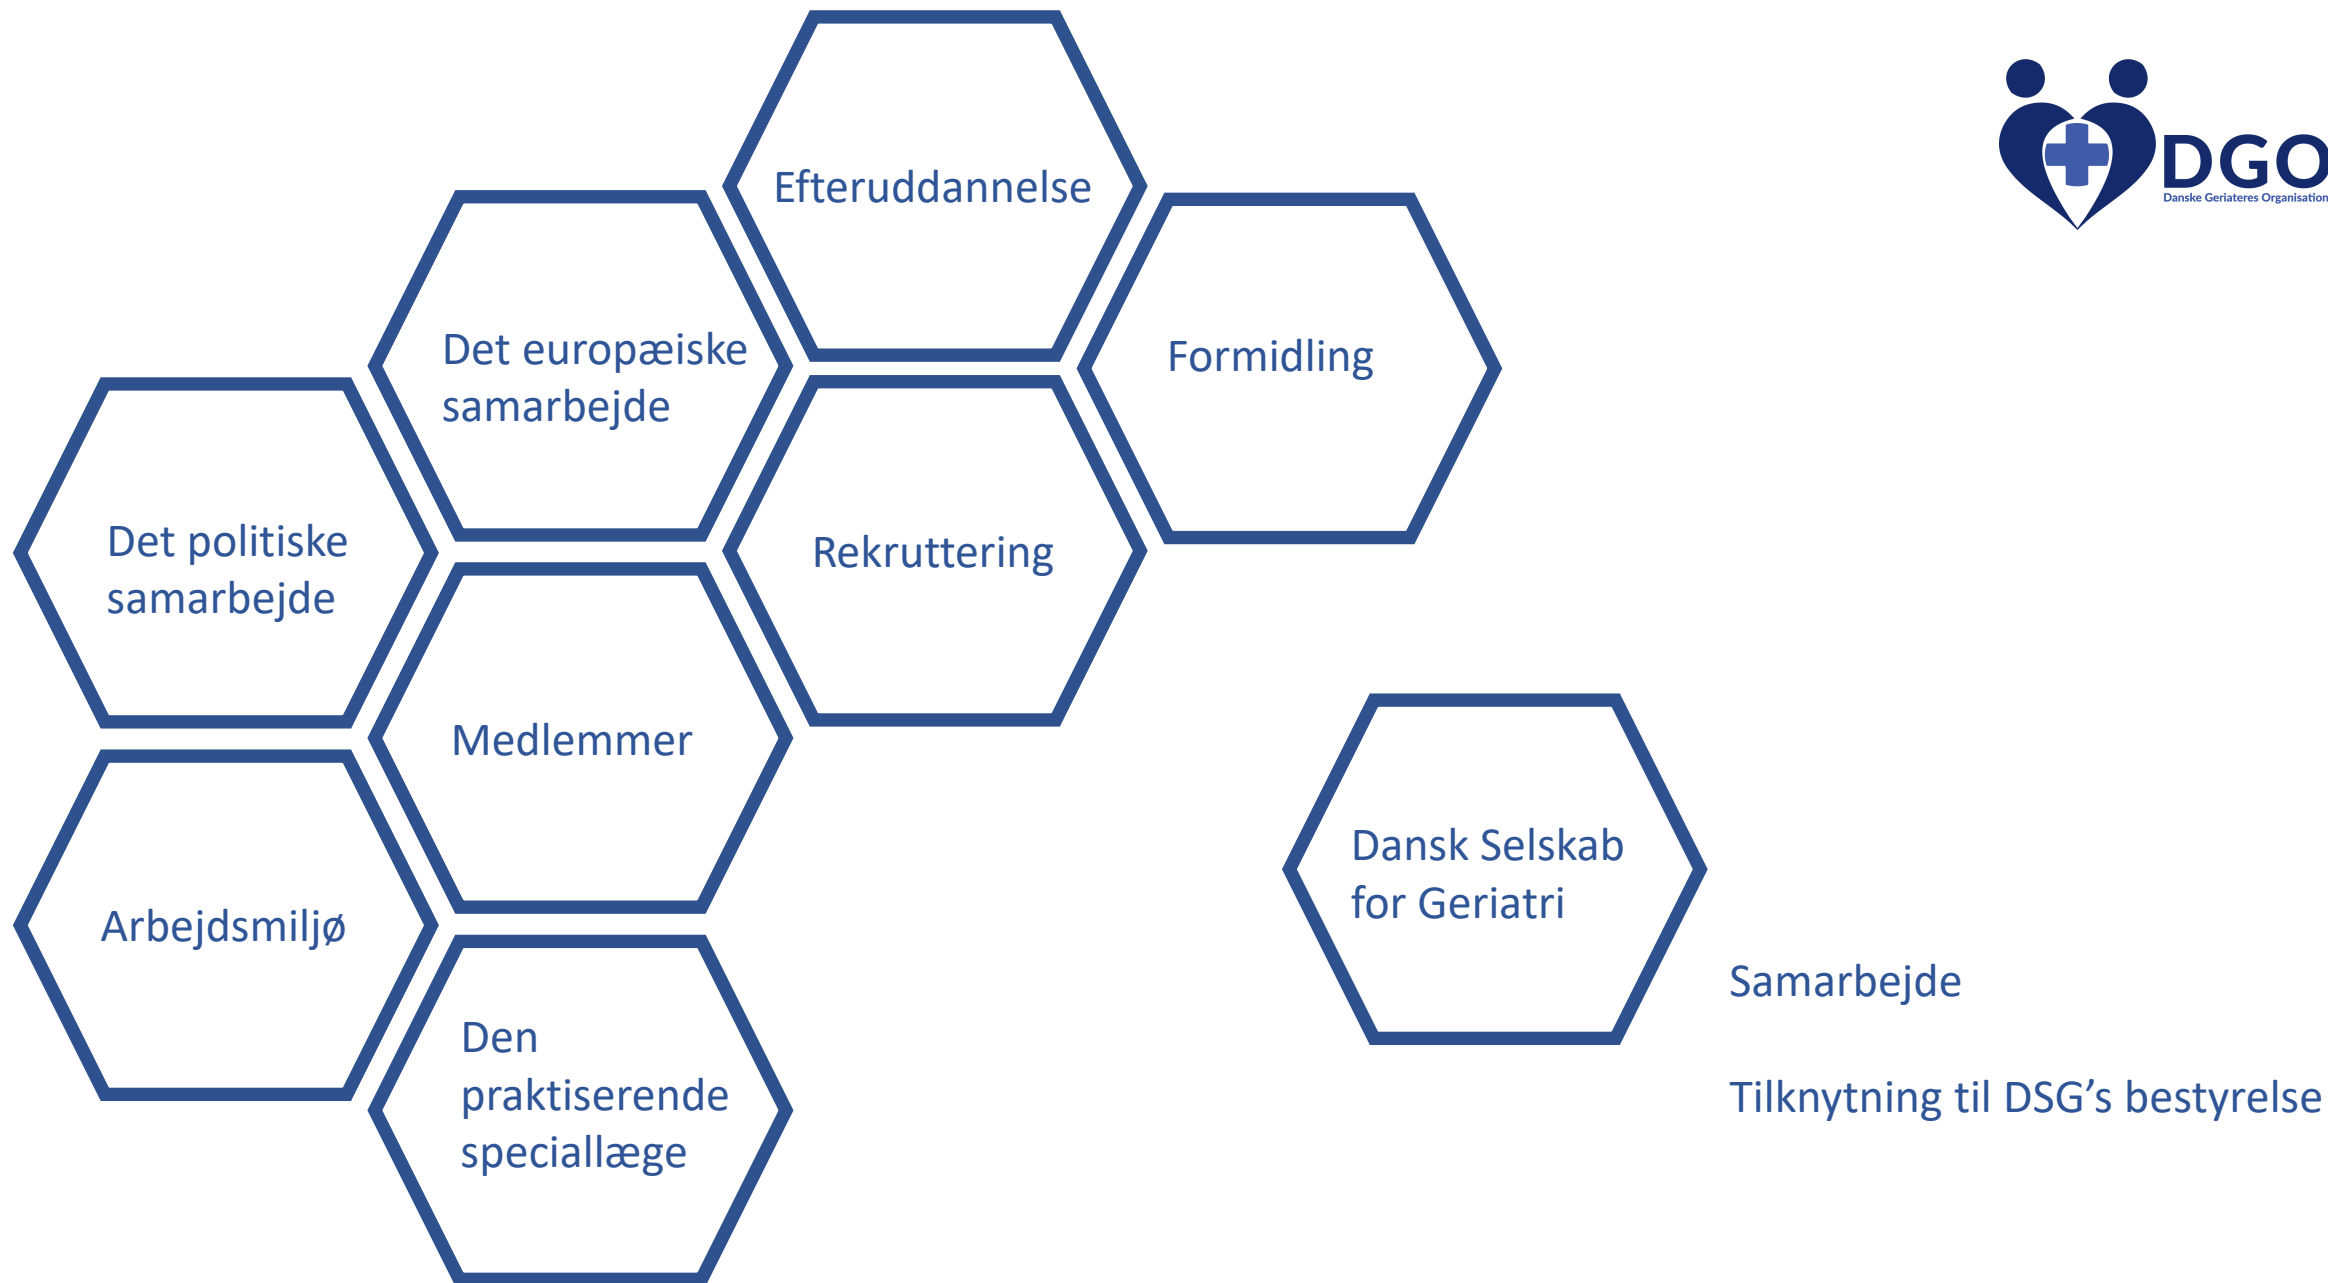 Efteruddannelse
DGO
Danske Geriateres Organisation
Det europæiske
samarbejde
Formidling
Det politiske
samarbejde
Rekruttering
Medlemmer
Arbejdsmiljø
Dansk Selskab
for Geriatri
Den
praktiserende
speciallæge
Samarbejde
Tilknytning til DSG’s bestyrelse